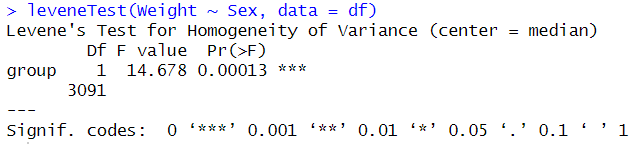 > leveneTest(Weight ~ Sex, data = df)
Levene's Test for Homogeneity of Variance (center = median)
        Df F value  Pr(>F)
group    1  14.678 0.00013 ***
      3091
---
Signif. codes:  0 ‘***’ 0.001 ‘**’ 0.01 ‘*’ 0.05 ‘.’ 0.1 ‘ ’ 1